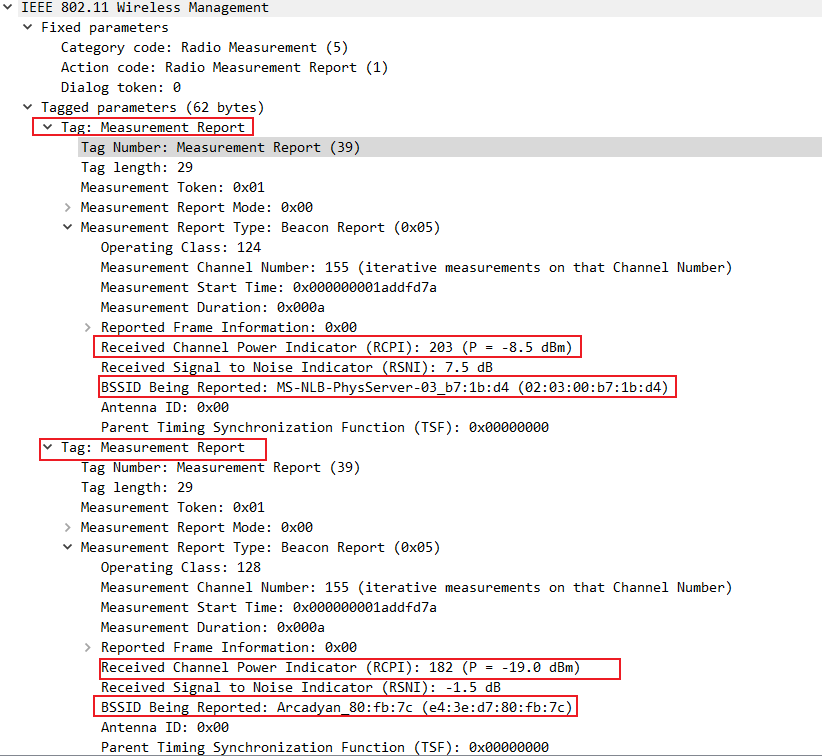 IEEE 802.11 Wireless Management
Fixed parameters
Category code: Radio Measurement (5)
Action code: Radio Measurement Report (1)
Dialog token: 0
Tagged parameters (62 bytes)
Tag: Measurement Report
Tag Number: Measurement Report (39)
Tag length: 29
Measurement Token: 0x01
Measurement Report Mode: 0x00
Measurement Report Type: Beacon Report (0x05)
Operating Class: 124
Measurement Channel Number: 155 (iterative measurements on that Channel Number)
Measurement Start Time: 0x000000001addfd7a
Measurement Duration: 0x000a
Reported Frame Information: 0x00
Received Channel Power Indicator (RCPI): 203 (P = -8.5 dBm)
Received Signal to Noise Indicator (RSNI): 7.5 dB
BSSID Being Reported: MS-NLB-PhysServer-03_b7:1b:d4 (02:03:00:b7:1b:d4)
Antenna ID: 0x00
Parent Timing Synchronization Function (TSF): 0x00000000
Tag: Measurement Report
Tag Number: Measurement Report (39)
Tag length: 29
Measurement Token: 0x01
Measurement Report Mode: 0x00
Measurement Report Type: Beacon Report (0x05)
Operating Class: 128
Measurement Channel Number: 155 (iterative measurements on that Channel Number)
Measurement Start Time: 0x000000001addfd7a
Measurement Duration: 0x000a
Reported Frame Information: 0x00
Received Channel Power Indicator (RCPI): 182 (P = -19.0 dBm)
Received Signal to Noise Indicator (RSNI): -1.5 dB
BSSID Being Reported: Arcadyan_80:fb:7c (e4:3e:d7:80:fb:7c)
Antenna ID: 0x00
Parent Timing Synchronization Function (TSF): 0x00000000